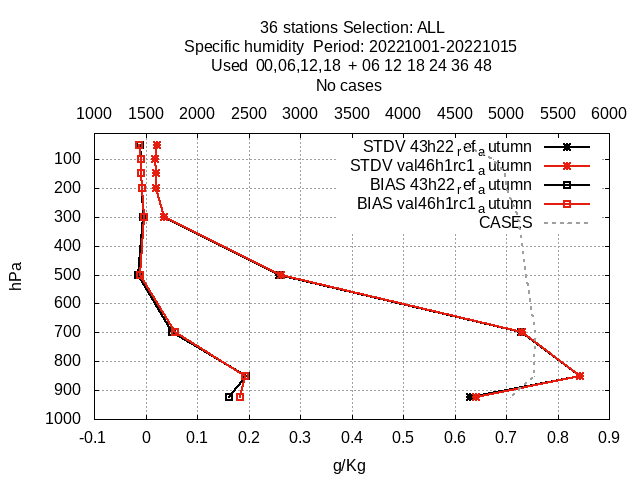 36 stations Selection: ALL
Specific humidity  Period: 20221001-20221015
Used  00,06,12,18  + 06 12 18 24 36 48
No cases
1000 1500 2000 2500 3000 3500 4000 4500 5000 5500 6000
STDV 43h22ref_autumn
STDV val46h1rc1_autumn
BIAS 43h22ref_autumn
BIAS val46h1rc1_autumn
CASES
hPa
100
200
300
400
500
600
700
800
900
1000
-0.1 0 0.1 0.2 0.3 0.4 0.5 0.6 0.7 0.8 0.9
g/Kg